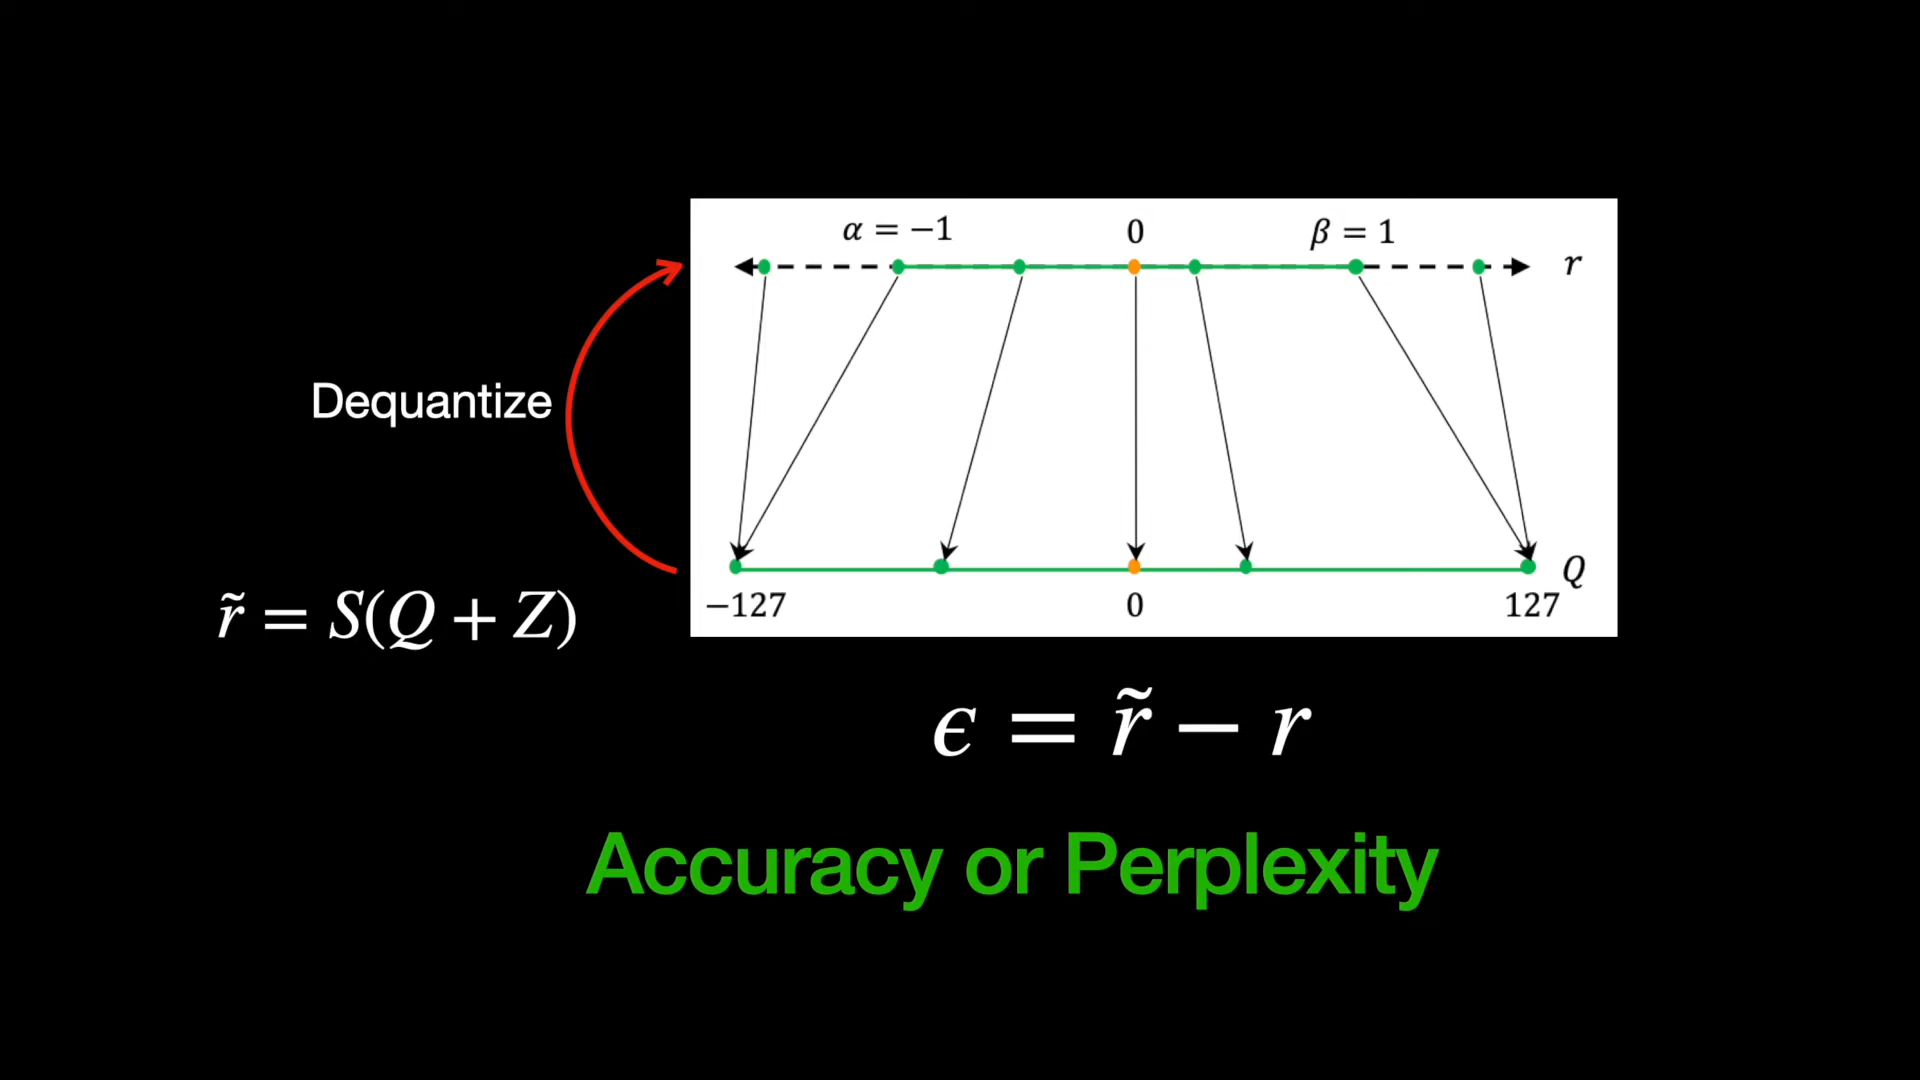 α = −1 0 β = 1
r
Dequantize
Q
−127 0 127
r̃ = S(Q + Z)
ϵ = r̃ − r
Accuracy or Perplexity